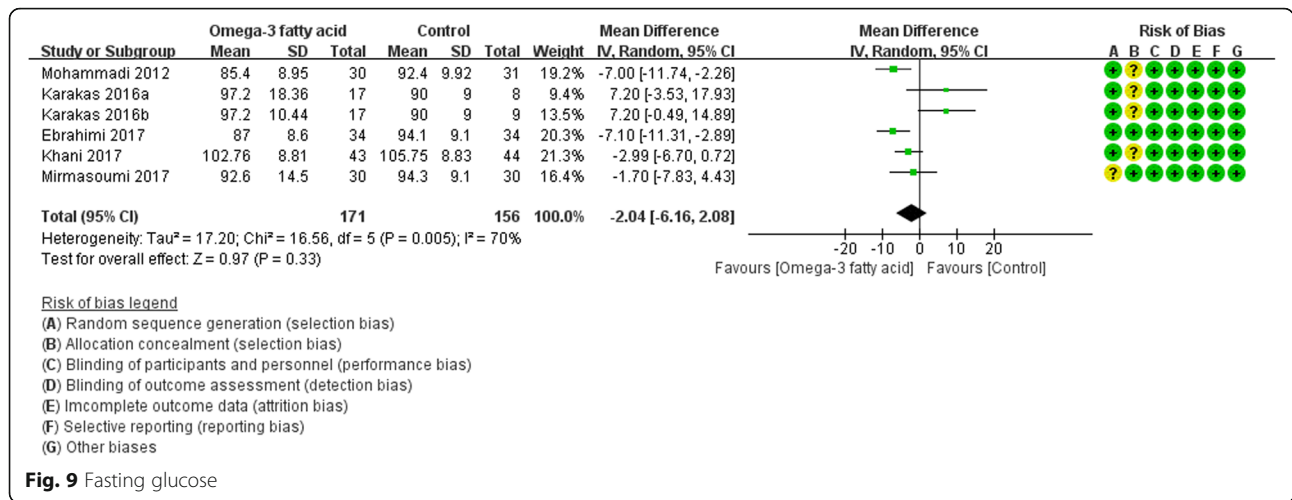 Omega-3 fatty acid Control Mean Difference Mean Difference Risk of Bias
Study or Subgroup Mean SD Total Mean SD Total Weight IV, Random, 95% CI IV, Random, 95% CI A B C D E F G
Mohammadi 2012 85.4 8.95 30 92.4 9.92 31 19.2% -7.00 [-11.74, -2.26] + ? + + + + +
Karakas 2016a 97.2 18.36 17 90 9 8 9.4% 7.20 [-3.53, 17.93] + ? + + + + +
Karakas 2016b 97.2 10.44 17 90 9 9 13.5% 7.20 [-0.49, 14.89] + ? + + + + +
Ebrahimi 2017 87 8.6 34 94.1 9.1 34 20.3% -7.10 [-11.31, -2.89] + + + + + + +
Khani 2017 102.76 8.81 43 105.75 8.83 44 21.3% -2.99 [-6.70, 0.72] + ? + + + + +
Mirmasoumi 2017 92.6 14.5 30 94.3 9.1 30 16.4% -1.70 [-7.83, 4.43] ? + + + + + +
Total (95% CI) 171 156 100.0% -2.04 [-6.16, 2.08]
Heterogeneity: Tau² = 17.20; Chi² = 16.56, df = 5 (P = 0.005); I² = 70%
Test for overall effect: Z = 0.97 (P = 0.33)
-20 -10 0 10 20
Favours [Omega-3 fatty acid] Favours [Control]
Risk of bias legend
(A) Random sequence generation (selection bias)
(B) Allocation concealment (selection bias)
(C) Blinding of participants and personnel (performance bias)
(D) Blinding of outcome assessment (detection bias)
(E) Imcomplete outcome data (attrition bias)
(F) Selective reporting (reporting bias)
(G) Other biases
Fig. 9 Fasting glucose